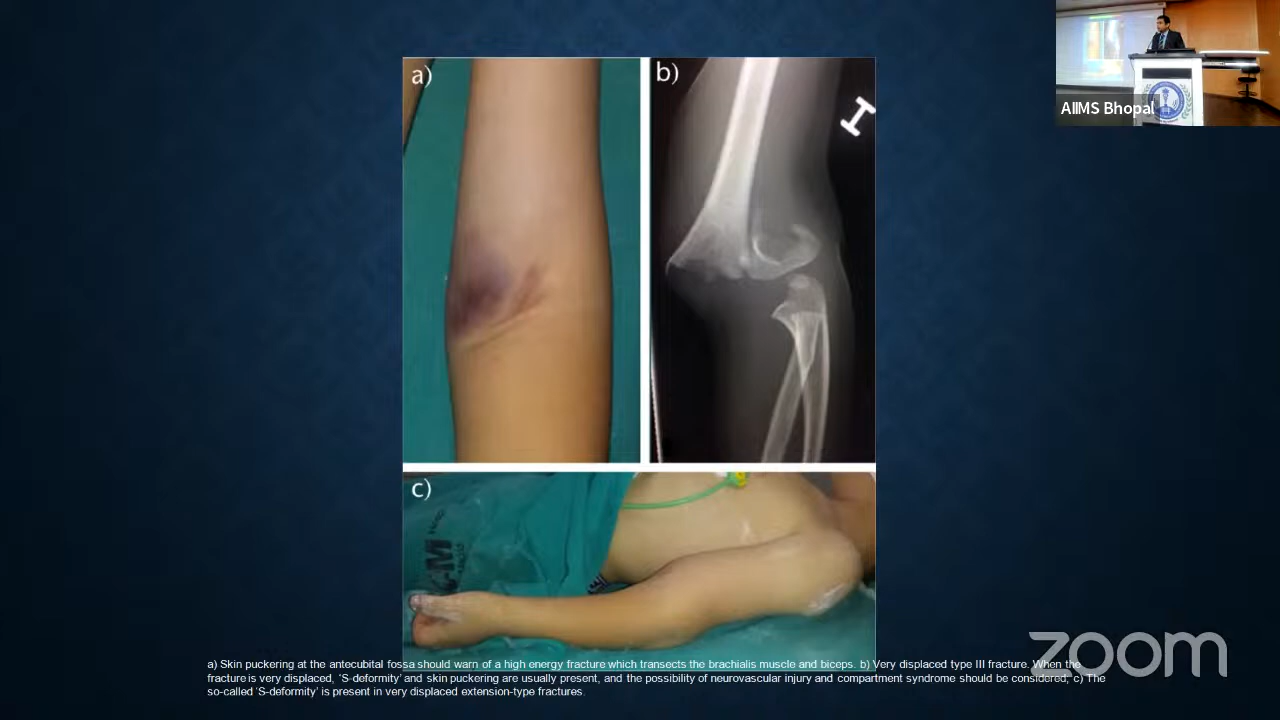 a)
b)
I
AIIMS Bhopal
c)
zoom
a) Skin puckering at the antecubital fossa should warn of a high energy fracture which transects the brachialis muscle and biceps. b) Very displaced type III fracture. When the
fracture is very displaced, ‘S-deformity’ and skin puckering are usually present, and the possibility of neurovascular injury and compartment syndrome should be considered; c) The
so-called ‘S-deformity’ is present in very displaced extension-type fractures.